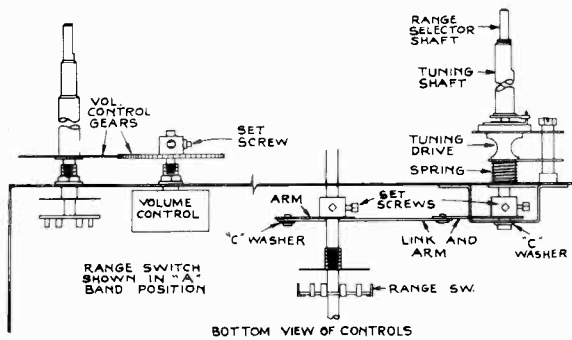 RANGE
SELECTOR
SHAFT
TUNING
SHAFT
VOL.
CONTROL
GEARS
SET
SCREW
TUNING
DRIVE
SPRING
VOLUME
CONTROL
ARM
SET
SCREWS
"C" WASHER
LINK AND
ARM
"C"
WASHER
RANGE SWITCH
SHOWN IN "A"
BAND POSITION
RANGE SW.
BOTTOM VIEW OF CONTROLS